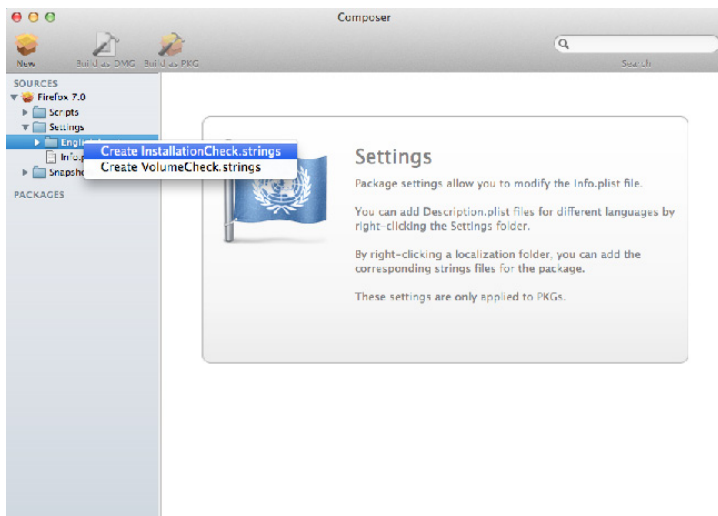 Composer
New
Build as DMG
Build as PKG
Search
SOURCES
Firefox 7.0
Scripts
Settings
Create InstallationCheck.strings
Create VolumeCheck.strings
PACKAGES
Settings
Package settings allow you to modify the Info.plist file.
You can add Description.plist files for different languages by
right-clicking the Settings folder.
By right-clicking a localization folder, you can add the
corresponding strings files for the package.
These settings are only applied to PKGs.